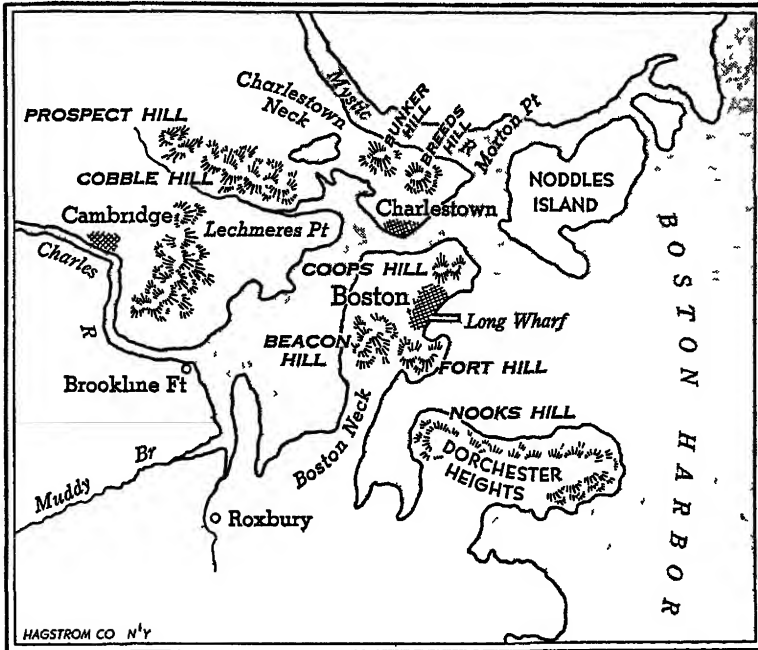 Mystic
Charlestown
Neck
BUNKER
HILL
BREEDS
HILL
Morton Pt
PROSPECT HILL
COBBLE HILL
NODDLES
ISLAND
Cambridge
Lechmeres Pt
Charlestown
Charles
R
COOPS HILL
Boston
Long Wharf
BEACON
HILL
FORT HILL
Brookline Ft
NOOKS HILL
Boston Neck
DORCHESTER
HEIGHTS
Muddy Br
Roxbury
BOSTON HARBOR
HAGSTROM CO N'Y